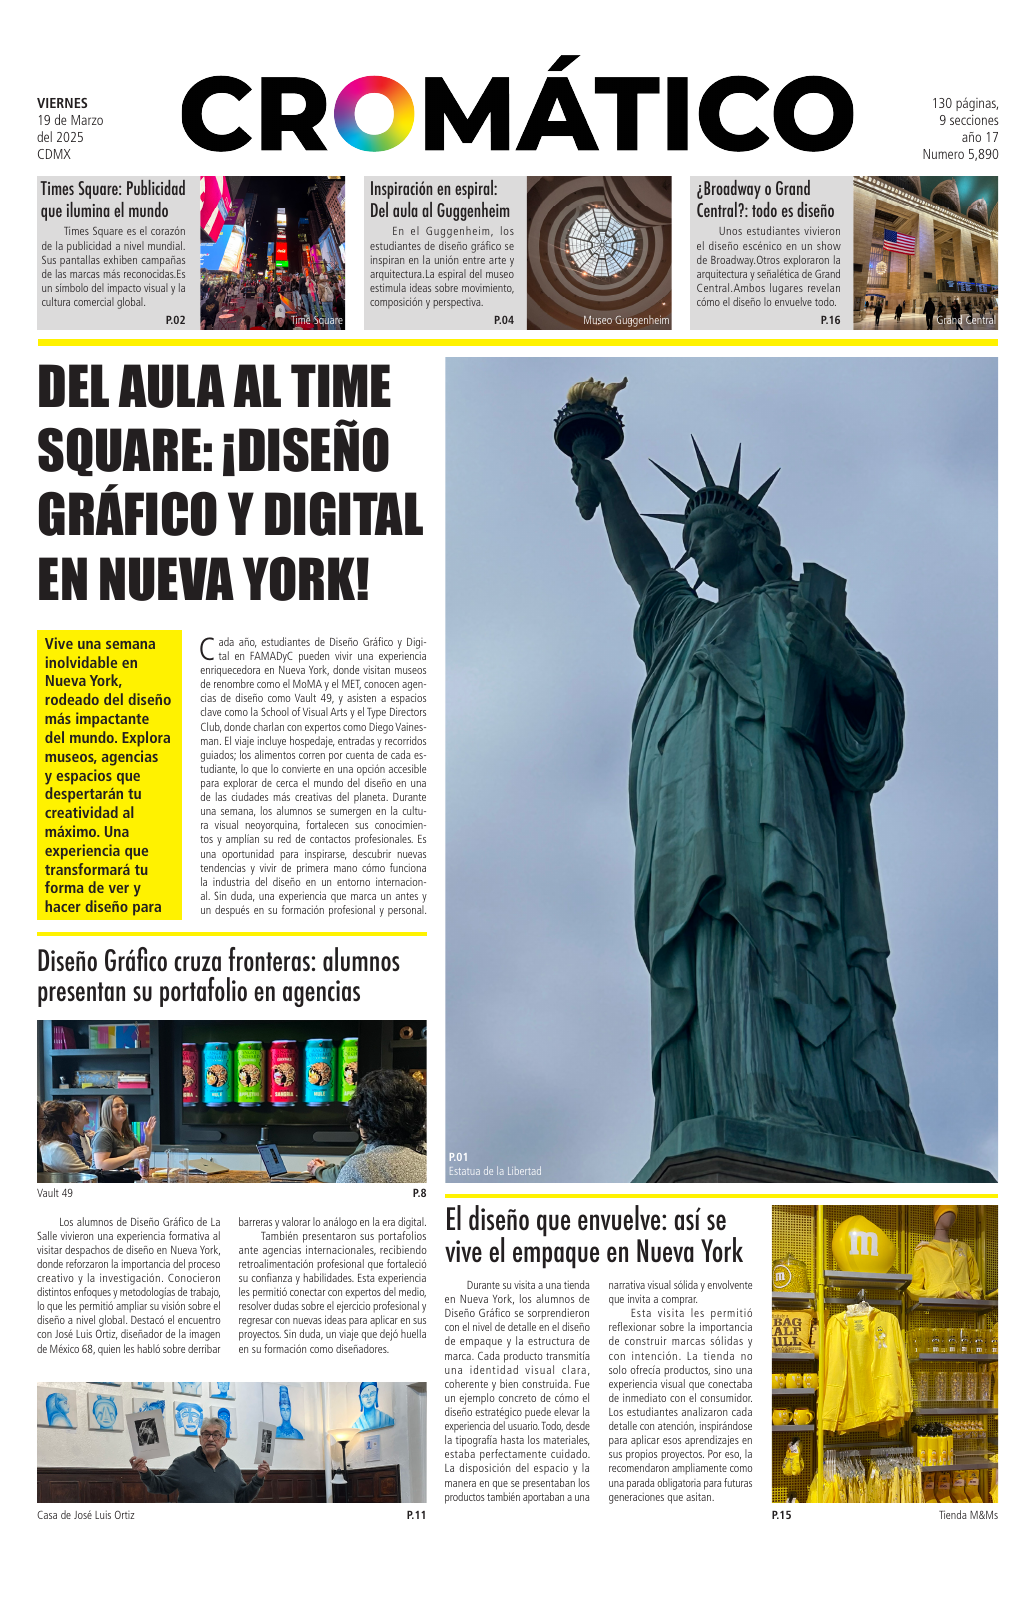 VIERNES
19 de Marzo
del 2025
CDMX
CROMÁTICO
130 páginas,
9 secciones
año 17
Numero 5,890
Times Square: Publicidad
que ilumina el mundo
Times Square es el corazón
de la publicidad a nivel mundial.
Sus pantallas exhiben campañas
de las marcas más reconocidas.Es
un símbolo del impacto visual y la
cultura comercial global.
P.02
Time Square
Inspiración en espiral:
Del aula al Guggenheim
En el Guggenheim, los
estudiantes de diseño gráfico se
inspiran en la unión entre arte y
arquitectura.La espiral del museo
estimula ideas sobre movimiento,
composición y perspectiva.
P.04
Museo Guggenheim
¿Broadway o Grand
Central?: todo es diseño
Unos estudiantes vivieron
el diseño escénico en un show
de Broadway.Otros exploraron la
arquitectura y señalética de Grand
Central.Ambos lugares revelan
cómo el diseño lo envuelve todo.
P.16
Grand Central
DEL AULA AL TIME
SQUARE: ¡DISEÑO
GRÁFICO Y DIGITAL
EN NUEVA YORK!
Vive una semana
inolvidable en
Nueva York,
rodeado del diseño
más impactante
del mundo. Explora
museos, agencias
y espacios que
despertarán tu
creatividad al
máximo. Una
experiencia que
transformará tu
forma de ver y
hacer diseño para
Cada año, estudiantes de Diseño Gráfico y Digi-
tal en FAMADyC pueden vivir una experiencia
enriquecedora en Nueva York, donde visitan museos
de renombre como el MoMA y el MET, conocen agen-
cias de diseño como Vault 49, y asisten a espacios
clave como la School of Visual Arts y el Type Directors
Club, donde charlan con expertos como Diego Vaines-
man. El viaje incluye hospedaje, entradas y recorridos
guiados; los alimentos corren por cuenta de cada es-
tudiante, lo que lo convierte en una opción accesible
para explorar de cerca el mundo del diseño en una
de las ciudades más creativas del planeta. Durante
una semana, los alumnos se sumergen en la cultu-
ra visual neoyorquina, fortalecen sus conocimien-
tos y amplían su red de contactos profesionales. Es
una oportunidad para inspirarse, descubrir nuevas
tendencias y vivir de primera mano cómo funciona
la industria del diseño en un entorno internacion-
al. Sin duda, una experiencia que marca un antes y
un después en su formación profesional y personal.
P.01
Estatua de la Libertad
Diseño Gráfico cruza fronteras: alumnos
presentan su portafolio en agencias
Vault 49
P.8
Los alumnos de Diseño Gráfico de La
Salle vivieron una experiencia formativa al
visitar despachos de diseño en Nueva York,
donde reforzaron la importancia del proceso
creativo y la investigación. Conocieron
distintos enfoques y metodologías de trabajo,
lo que les permitió ampliar su visión sobre el
diseño a nivel global. Destacó el encuentro
con José Luis Ortiz, diseñador de la imagen
de México 68, quien les habló sobre derribar
barreras y valorar lo análogo en la era digital.
También presentaron sus portafolios
ante agencias internacionales, recibiendo
retroalimentación profesional que fortaleció
su confianza y habilidades. Esta experiencia
les permitió conectar con expertos del medio,
resolver dudas sobre el ejercicio profesional y
regresar con nuevas ideas para aplicar en sus
proyectos. Sin duda, un viaje que dejó huella
en su formación como diseñadores.
Casa de José Luis Ortiz
P.11
El diseño que envuelve: así se
vive el empaque en Nueva York
Durante su visita a una tienda
en Nueva York, los alumnos de
Diseño Gráfico se sorprendieron
con el nivel de detalle en el diseño
de empaque y la estructura de
marca. Cada producto transmitía
una identidad visual clara,
coherente y bien construida. Fue
un ejemplo concreto de cómo el
diseño estratégico puede elevar la
experiencia del usuario. Todo, desde
la tipografía hasta los materiales,
estaba perfectamente cuidado.
La disposición del espacio y la
manera en que se presentaban los
productos también aportaban a una
narrativa visual sólida y envolvente
que invita a comprar.
Esta visita les permitió
reflexionar sobre la importancia
de construir marcas sólidas y
con intención. La tienda no
solo ofrecía productos, sino una
experiencia visual que conectaba
de inmediato con el consumidor.
Los estudiantes analizaron cada
detalle con atención, inspirándose
para aplicar esos aprendizajes en
sus propios proyectos. Por eso, la
recomendaron ampliamente como
una parada obligatoria para futuras
generaciones que asitan.
m
m
BAG
ALF
ULL
P.15
Tienda M&Ms